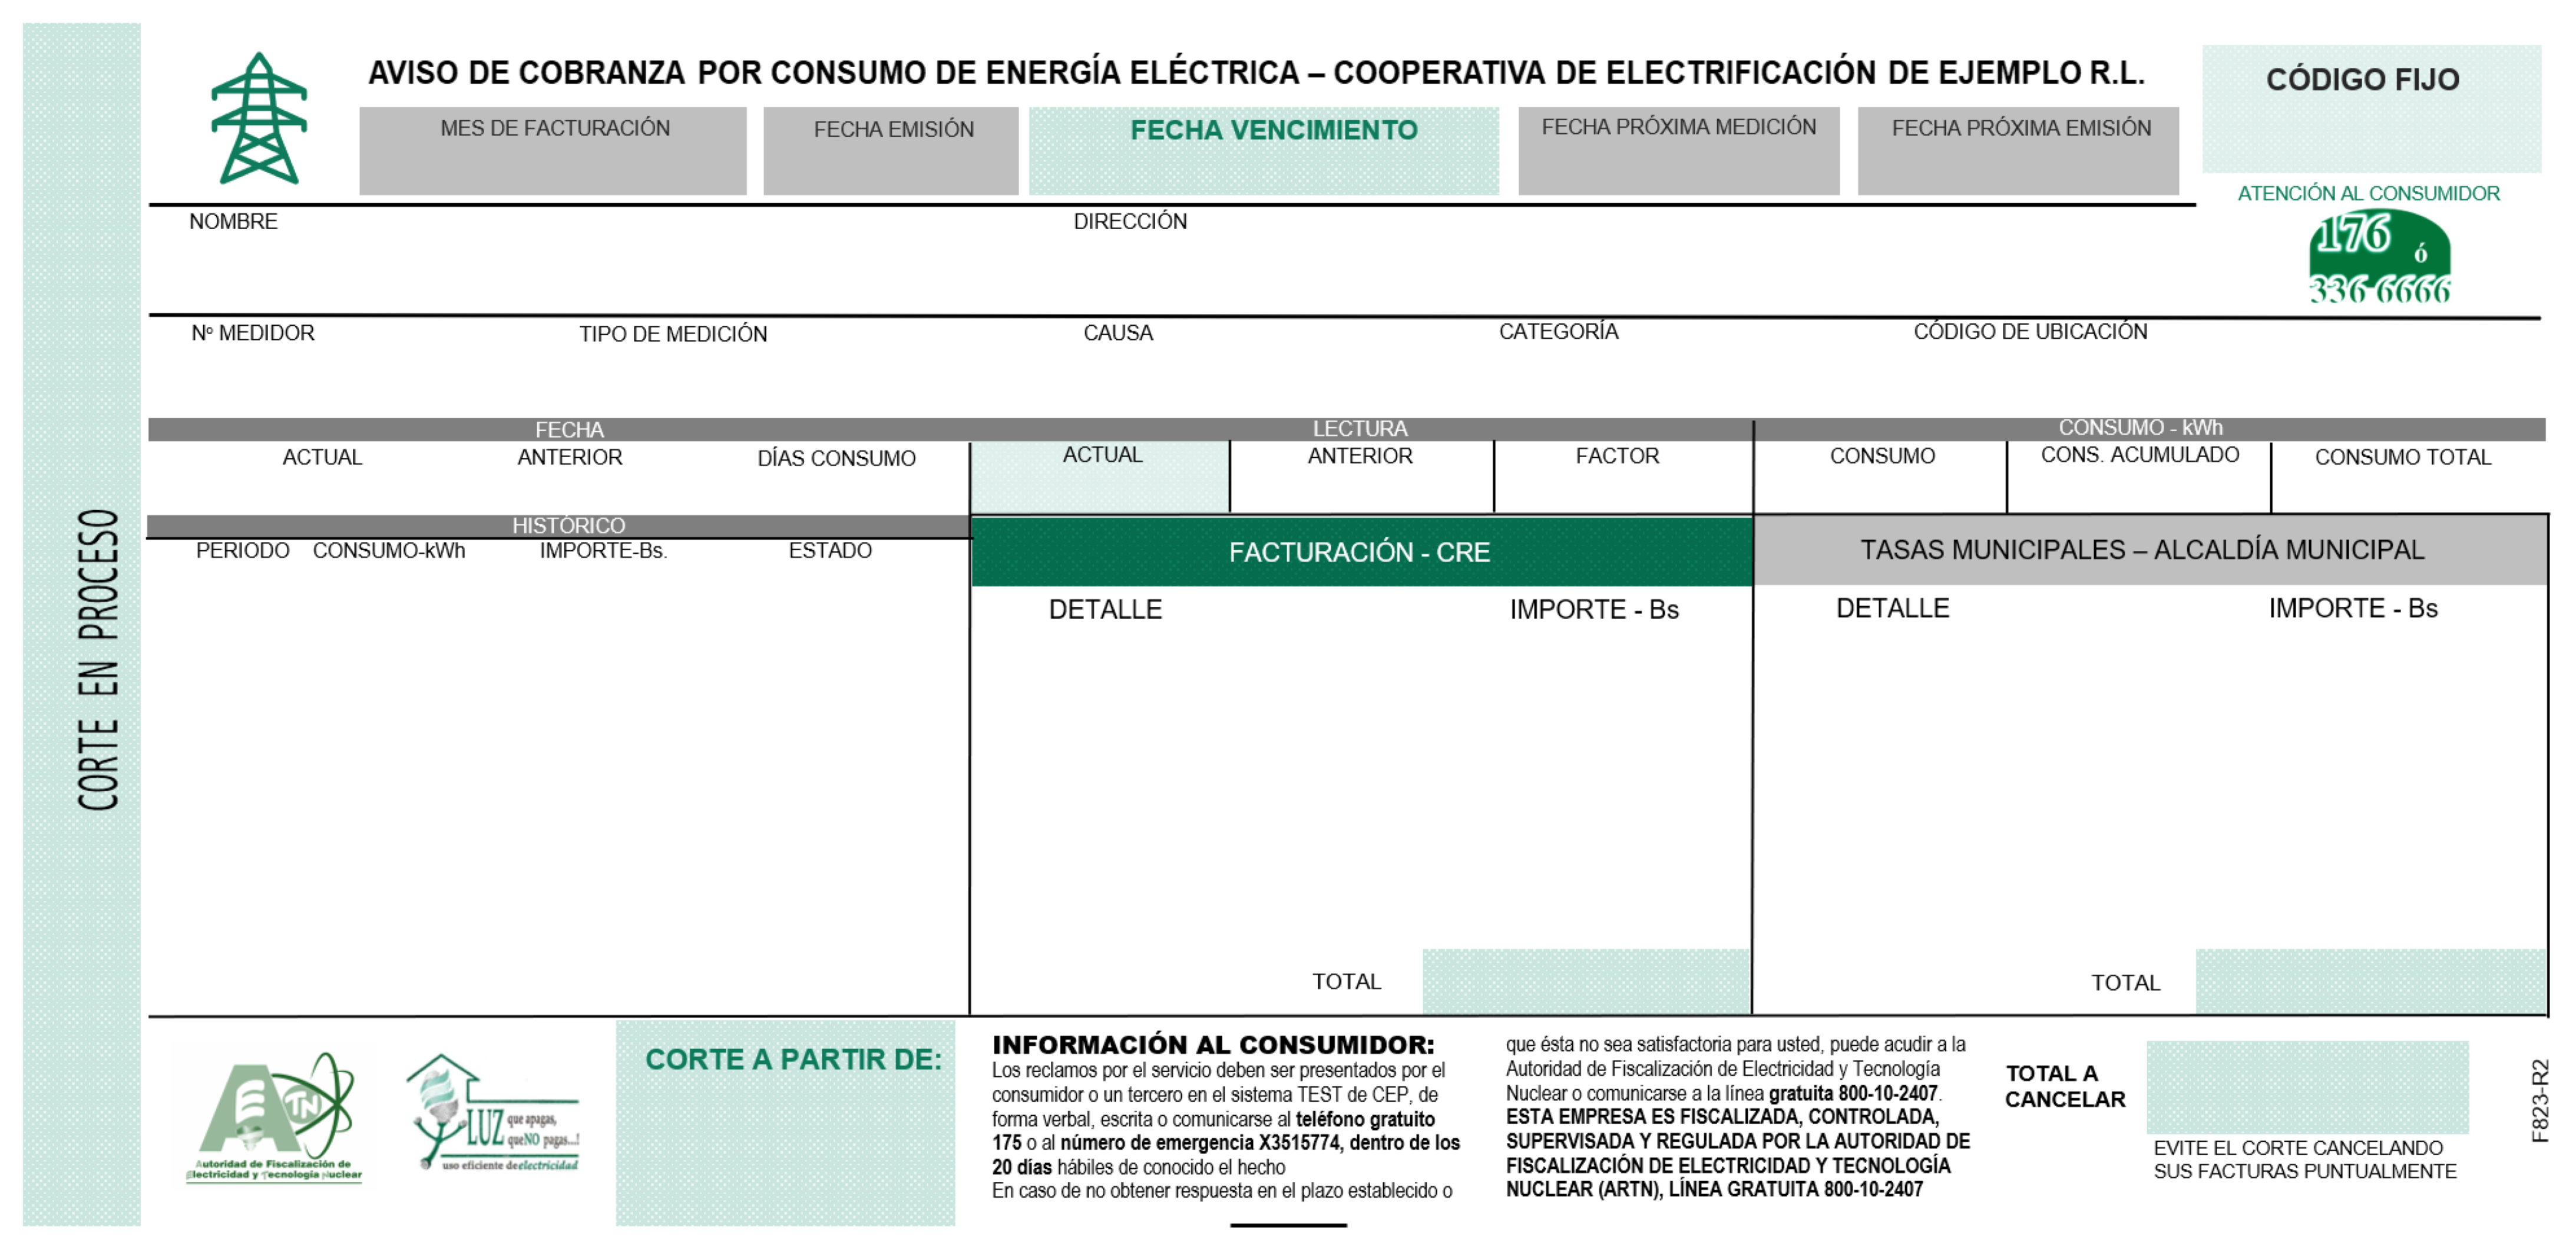 AVISO DE COBRANZA POR CONSUMO DE ENERGÍA ELÉCTRICA – COOPERATIVA DE ELECTRIFICACIÓN DE EJEMPLO R.L.
CÓDIGO FIJO
MES DE FACTURACIÓN
FECHA EMISIÓN
FECHA VENCIMIENTO
FECHA PRÓXIMA MEDICIÓN
FECHA PRÓXIMA EMISIÓN
ATENCIÓN AL CONSUMIDOR
176 ó
336-6666
NOMBRE
DIRECCIÓN
Nº MEDIDOR
TIPO DE MEDICIÓN
CAUSA
CATEGORÍA
CÓDIGO DE UBICACIÓN
FECHA
LECTURA
CONSUMO - kWh
ACTUAL
ANTERIOR
DÍAS CONSUMO
ACTUAL
ANTERIOR
FACTOR
CONSUMO
CONS. ACUMULADO
CONSUMO TOTAL
HISTÓRICO
PERIODO
CONSUMO-kWh
IMPORTE-Bs.
ESTADO
FACTURACIÓN - CRE
TASAS MUNICIPALES – ALCALDÍA MUNICIPAL
DETALLE
IMPORTE - Bs
DETALLE
IMPORTE - Bs
CORTE EN PROCESO
TOTAL
TOTAL
AETN
Autoridad de Fiscalización de
Electricidad y Tecnología Nuclear
LUZ que apagas,
que NO pagas...!
uso eficiente de electricidad
CORTE A PARTIR DE:
INFORMACIÓN AL CONSUMIDOR:
Los reclamos por el servicio deben ser presentados por el
consumidor o un tercero en el sistema TEST de CEP, de
forma verbal, escrita o comunicarse al teléfono gratuito
175 o al número de emergencia X3515774, dentro de los
20 días hábiles de conocido el hecho
En caso de no obtener respuesta en el plazo establecido o
que ésta no sea satisfactoria para usted, puede acudir a la
Autoridad de Fiscalización de Electricidad y Tecnología
Nuclear o comunicarse a la línea gratuita 800-10-2407.
ESTA EMPRESA ES FISCALIZADA, CONTROLADA,
SUPERVISADA Y REGULADA POR LA AUTORIDAD DE
FISCALIZACIÓN DE ELECTRICIDAD Y TECNOLOGÍA
NUCLEAR (ARTN), LÍNEA GRATUITA 800-10-2407
TOTAL A
CANCELAR
EVITE EL CORTE CANCELANDO
SUS FACTURAS PUNTUALMENTE
F823-R2